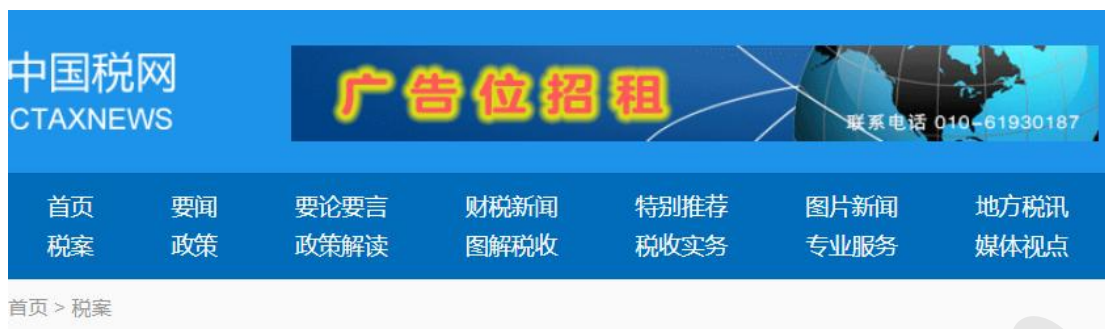 中国税网
CTAXNEWS
广告位招租
联系电话 010-61930187
首页 要闻 要论要言 财税新闻 特别推荐 图片新闻 地方税讯
税案 政策 政策解读 图解税收 税收实务 专业服务 媒体视点
首页 > 税案